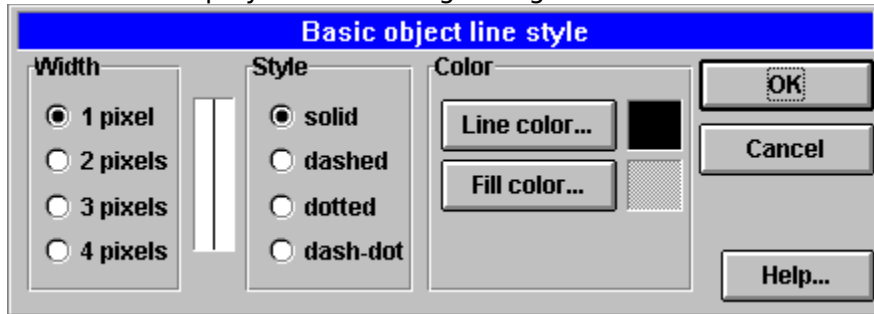 Basic object line style
Width
1 pixel
2 pixels
3 pixels
4 pixels
Style
solid
dashed
dotted
dash-dot
Color
Line color...
Fill color...
OK
Cancel
Help...